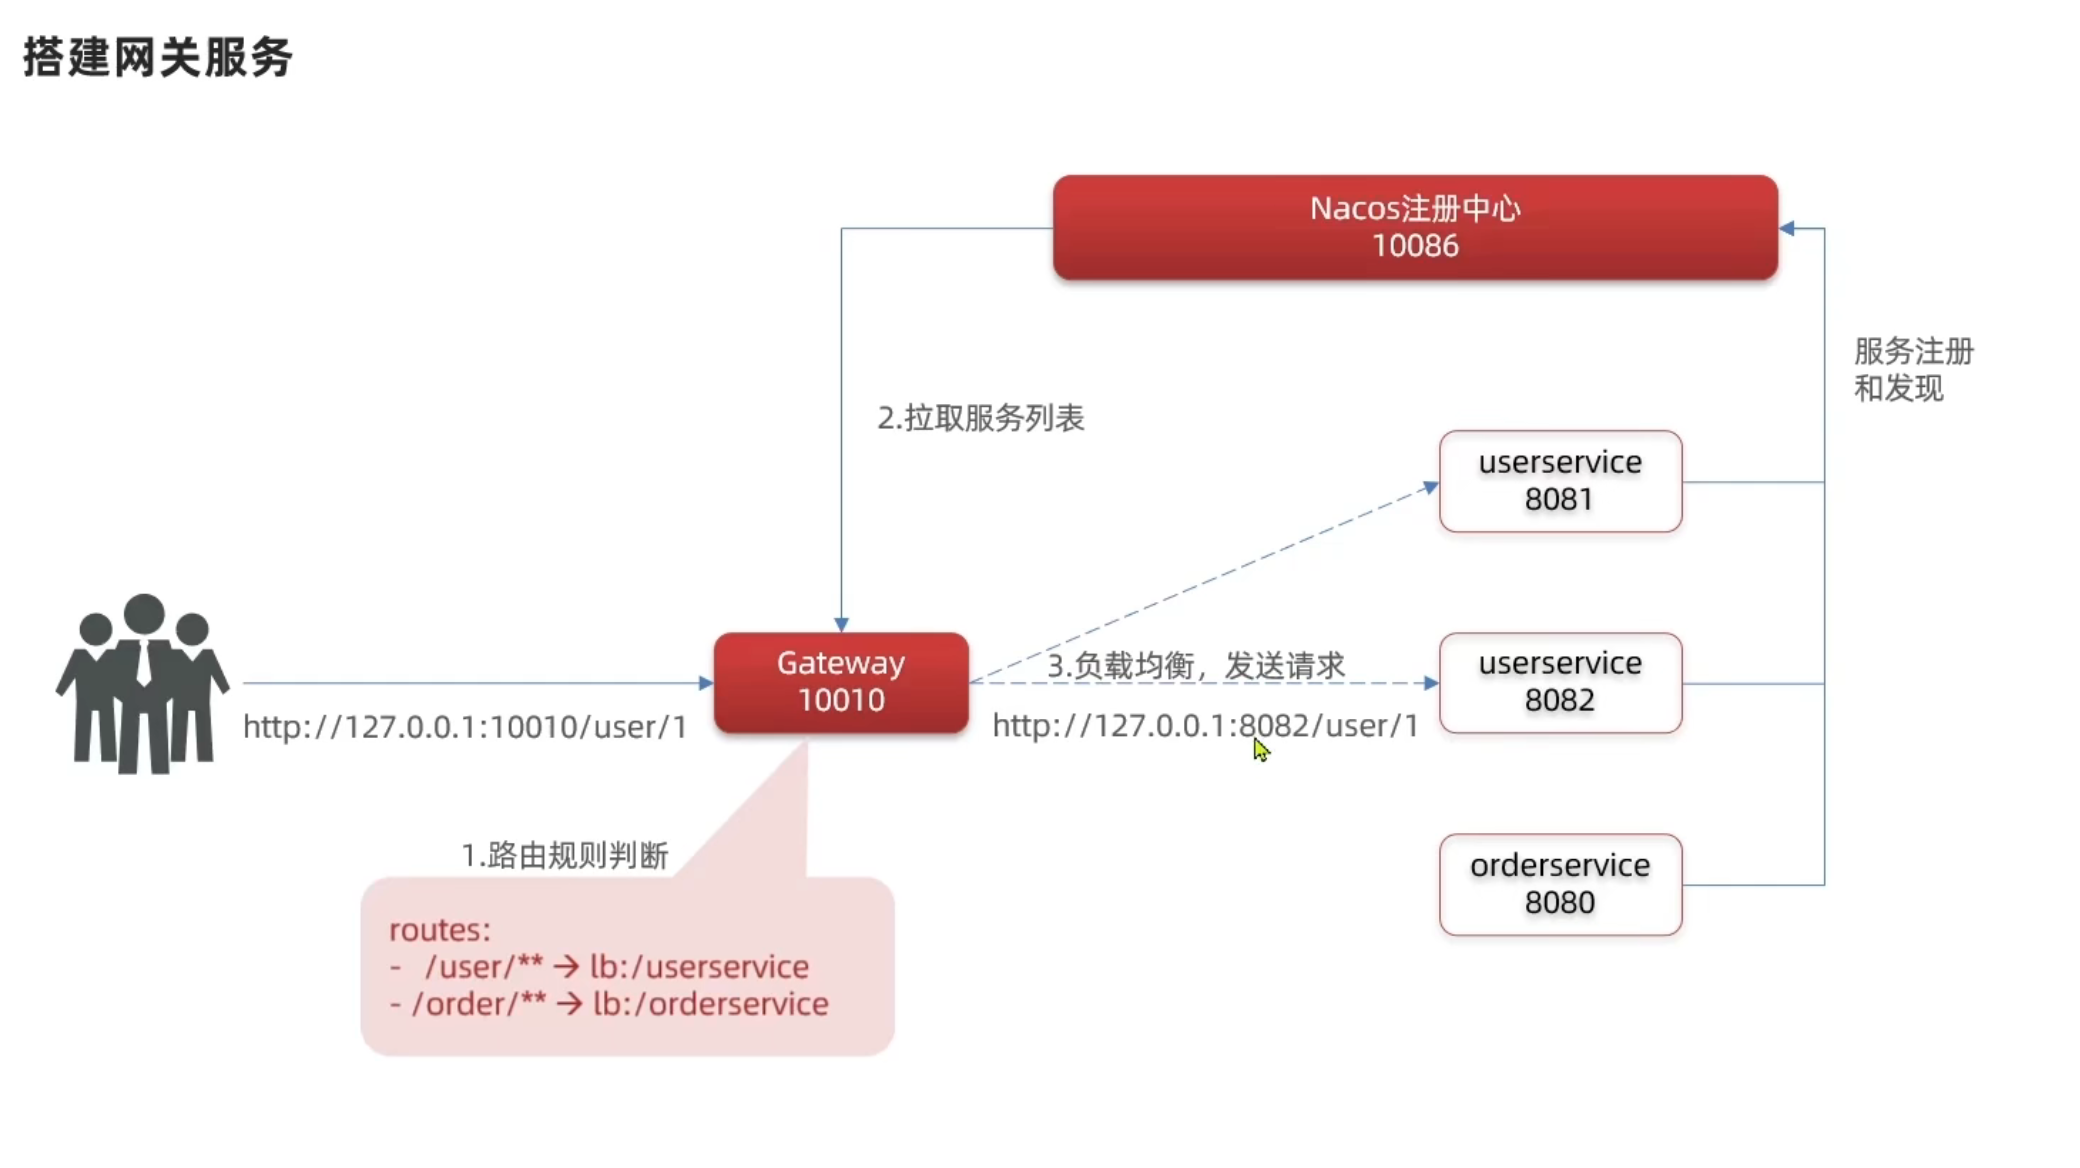 搭建网关服务
Nacos注册中心
10086
服务注册
和发现
2.拉取服务列表
userservice
8081
Gateway
10010
3.负载均衡，发送请求
userservice
8082
http://127.0.0.1:10010/user/1
http://127.0.0.1:8082/user/1
1.路由规则判断
orderservice
8080
routes:
- /user/** → lb:/userservice
- /order/** → lb:/orderservice